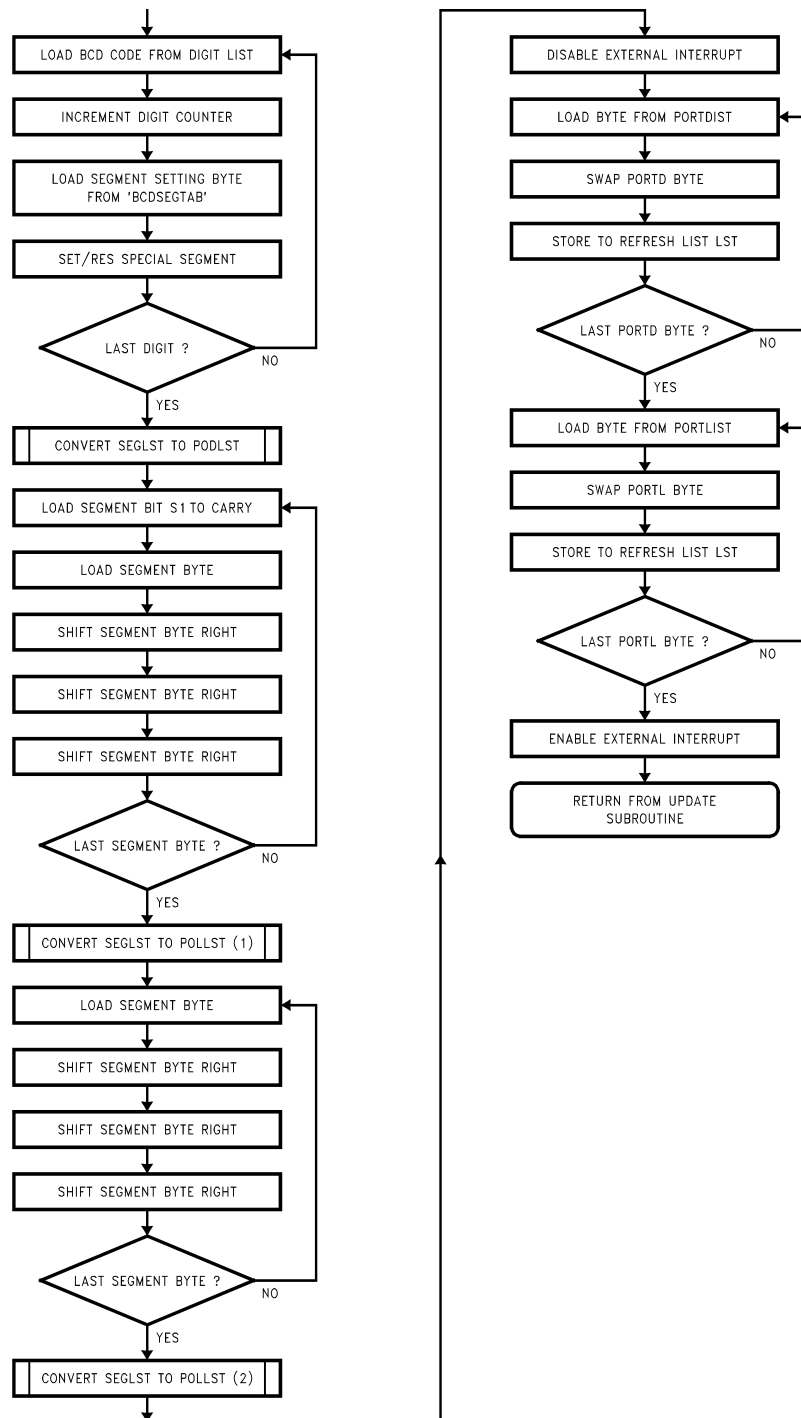 LOAD BCD CODE FROM DIGIT LIST
INCREMENT DIGIT COUNTER
LOAD SEGMENT SETTING BYTE
FROM 'BCDSEGTAB'
SET/RES SPECIAL SEGMENT
LAST DIGIT ?
NO
YES
CONVERT SEGLST TO PODLST
LOAD SEGMENT BIT S1 TO CARRY
LOAD SEGMENT BYTE
SHIFT SEGMENT BYTE RIGHT
SHIFT SEGMENT BYTE RIGHT
SHIFT SEGMENT BYTE RIGHT
LAST SEGMENT BYTE ?
NO
YES
CONVERT SEGLST TO POLLST (1)
LOAD SEGMENT BYTE
SHIFT SEGMENT BYTE RIGHT
SHIFT SEGMENT BYTE RIGHT
SHIFT SEGMENT BYTE RIGHT
LAST SEGMENT BYTE ?
NO
YES
CONVERT SEGLST TO POLLST (2)
DISABLE EXTERNAL INTERRUPT
LOAD BYTE FROM PORTDIST
SWAP PORTD BYTE
STORE TO REFRESH LIST LST
LAST PORTD BYTE ?
NO
YES
LOAD BYTE FROM PORTLIST
SWAP PORTL BYTE
STORE TO REFRESH LIST LST
LAST PORTL BYTE ?
NO
YES
ENABLE EXTERNAL INTERRUPT
RETURN FROM UPDATE
SUBROUTINE